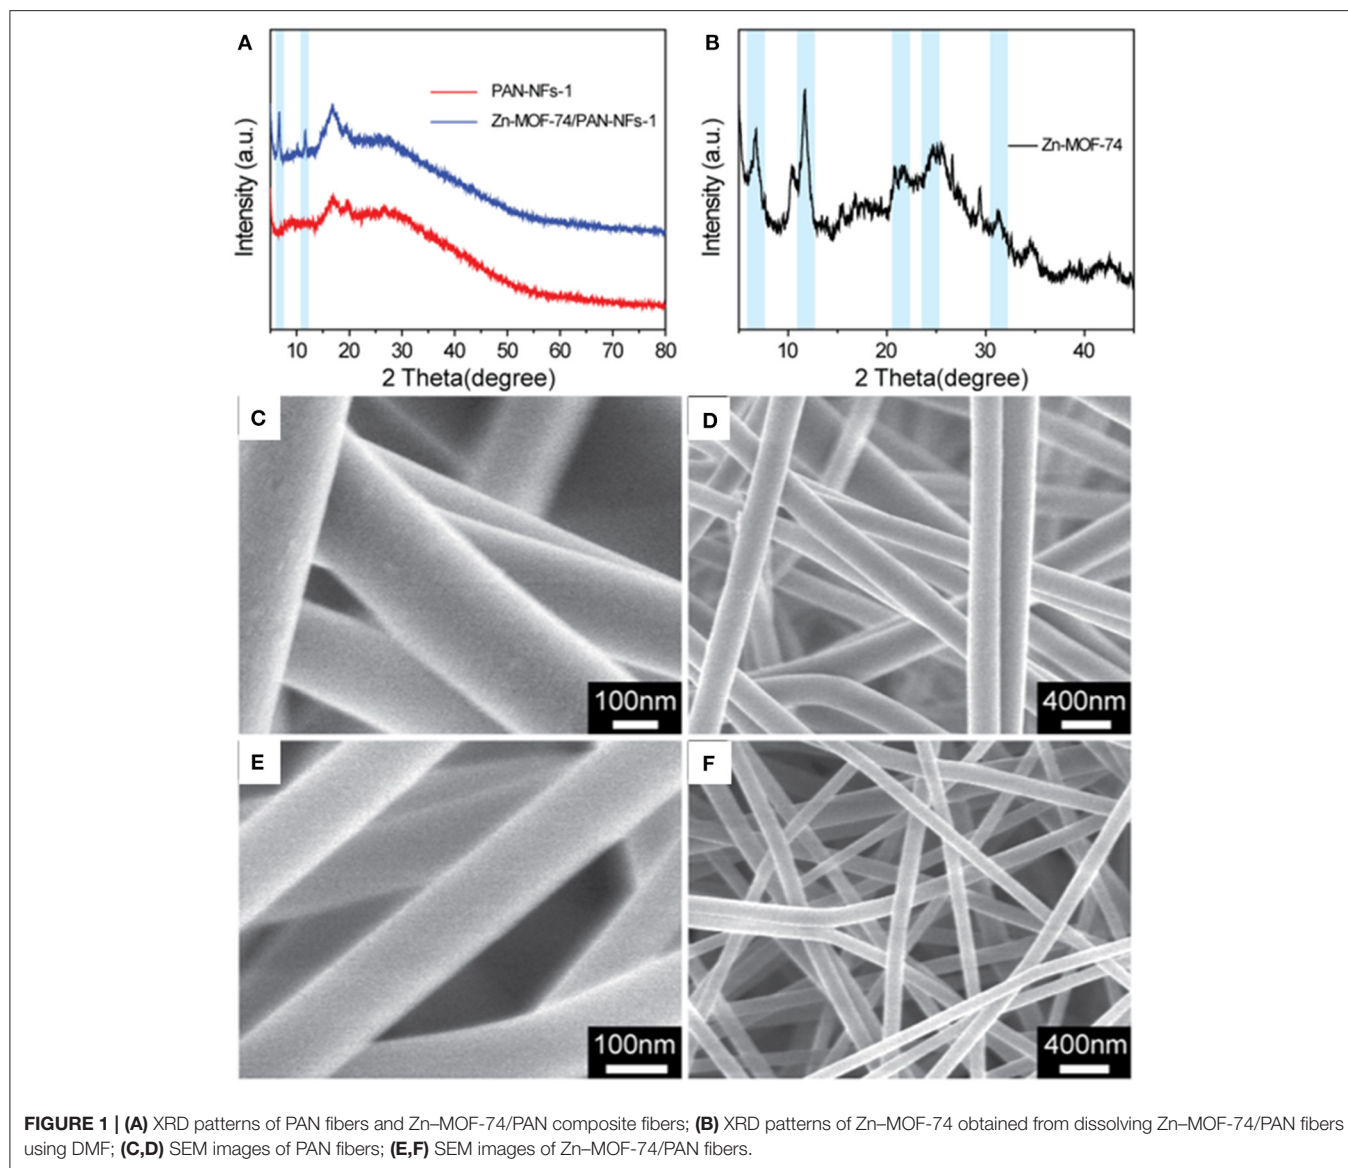 A
PAN-NFs-1
Zn-MOF-74/PAN-NFs-1
Intensity (a.u.)
10 20 30 40 50 60 70 80
2 Theta(degree)
B
Zn-MOF-74
Intensity (a.u.)
10 20 30 40
2 Theta(degree)
C
100nm
D
400nm
E
100nm
F
400nm
FIGURE 1 | (A) XRD patterns of PAN fibers and Zn–MOF-74/PAN composite fibers; (B) XRD patterns of Zn–MOF-74 obtained from dissolving Zn–MOF-74/PAN fibers
using DMF; (C,D) SEM images of PAN fibers; (E,F) SEM images of Zn–MOF-74/PAN fibers.